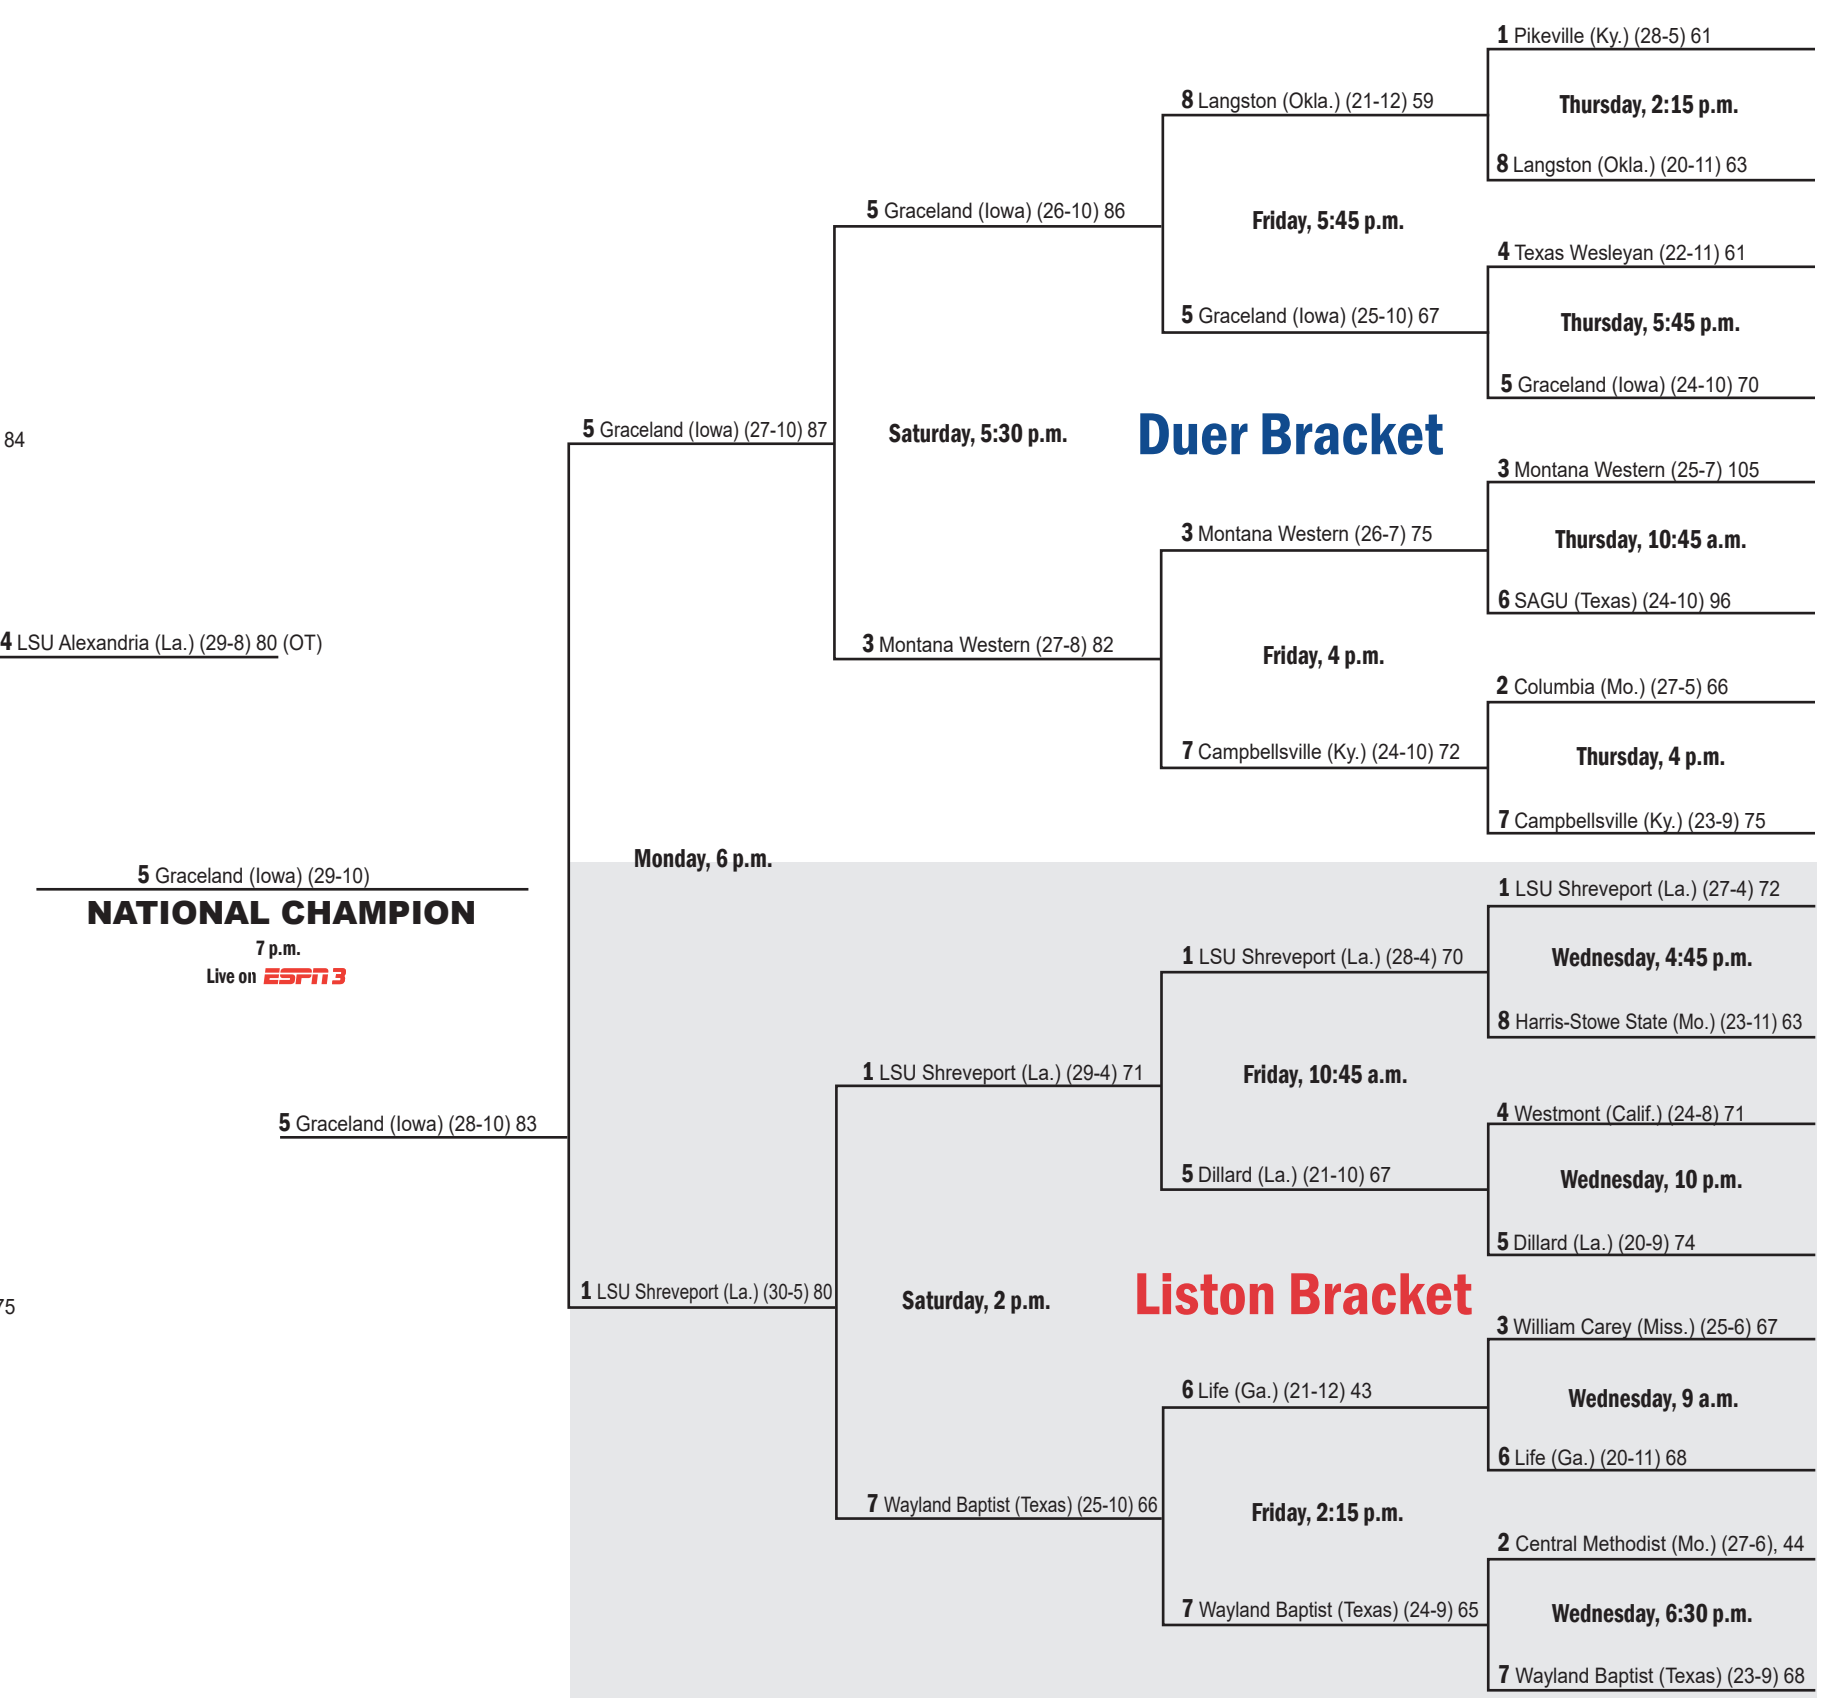 1 Pikeville (Ky.) (28-5) 61
Thursday, 2:15 p.m.
8 Langston (Okla.) (20-11) 63
8 Langston (Okla.) (21-12) 59
Friday, 5:45 p.m.
5 Graceland (Iowa) (25-10) 67
4 Texas Wesleyan (22-11) 61
Thursday, 5:45 p.m.
5 Graceland (Iowa) (24-10) 70
5 Graceland (Iowa) (26-10) 86
Saturday, 5:30 p.m.
Duer Bracket
3 Montana Western (27-8) 82
3 Montana Western (25-7) 105
Thursday, 10:45 a.m.
6 SAGU (Texas) (24-10) 96
3 Montana Western (26-7) 75
Friday, 4 p.m.
7 Campbellsville (Ky.) (24-10) 72
2 Columbia (Mo.) (27-5) 66
Thursday, 4 p.m.
7 Campbellsville (Ky.) (23-9) 75
5 Graceland (Iowa) (27-10) 87
84
4 LSU Alexandria (La.) (29-8) 80 (OT)
Monday, 6 p.m.
5 Graceland (Iowa) (29-10)
NATIONAL CHAMPION
7 p.m.
Live on ESPN3
5 Graceland (Iowa) (28-10) 83
1 LSU Shreveport (La.) (30-5) 80
75
1 LSU Shreveport (La.) (27-4) 72
Wednesday, 4:45 p.m.
8 Harris-Stowe State (Mo.) (23-11) 63
1 LSU Shreveport (La.) (28-4) 70
Friday, 10:45 a.m.
5 Dillard (La.) (21-10) 67
4 Westmont (Calif.) (24-8) 71
Wednesday, 10 p.m.
5 Dillard (La.) (20-9) 74
1 LSU Shreveport (La.) (29-4) 71
Saturday, 2 p.m.
Liston Bracket
7 Wayland Baptist (Texas) (25-10) 66
3 William Carey (Miss.) (25-6) 67
Wednesday, 9 a.m.
6 Life (Ga.) (20-11) 68
6 Life (Ga.) (21-12) 43
Friday, 2:15 p.m.
7 Wayland Baptist (Texas) (24-9) 65
2 Central Methodist (Mo.) (27-6), 44
Wednesday, 6:30 p.m.
7 Wayland Baptist (Texas) (23-9) 68